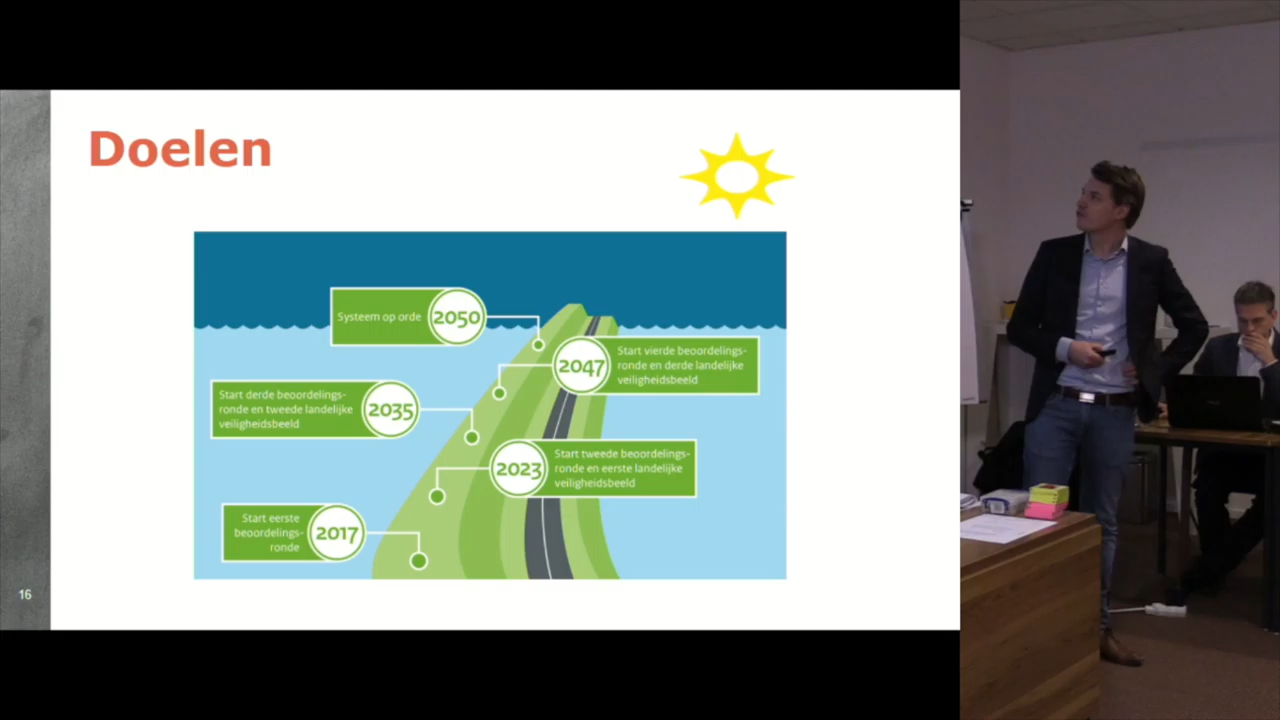 Doelen
Systeem op orde
2050
2047
Start vierde beoordelings-
ronde en derde landelijke
veiligheidsbeeld
Start derde beoordelings-
ronde en tweede landelijke
veiligheidsbeeld
2035
2023
Start tweede beoordelings-
ronde en eerste landelijke
veiligheidsbeeld
Start eerste
beoordelings-
ronde
2017
16